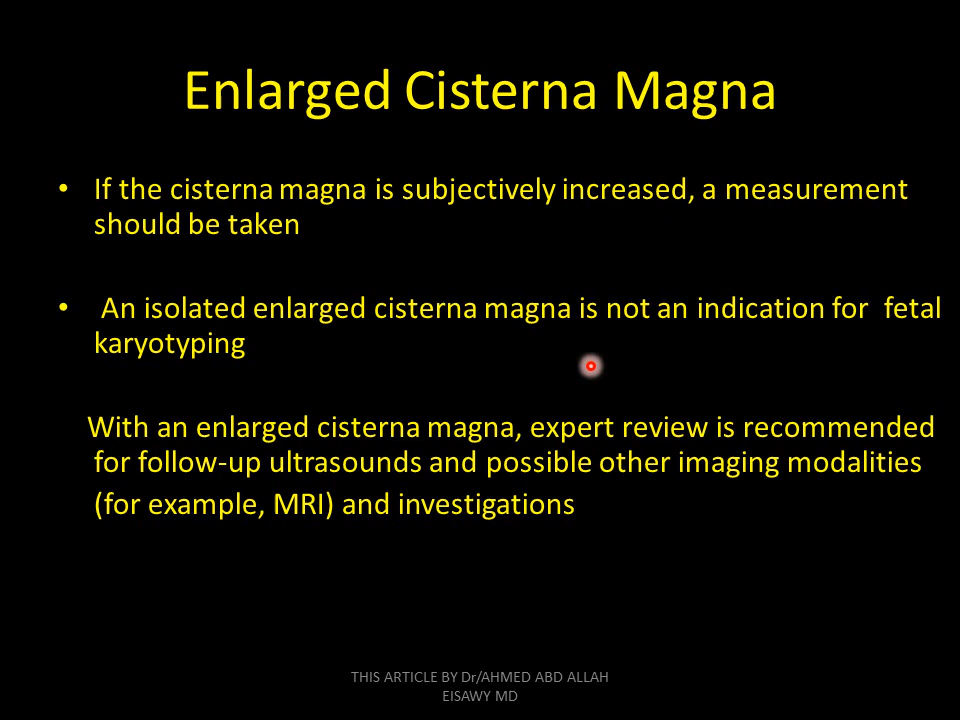 Enlarged Cisterna Magna
• If the cisterna magna is subjectively increased, a measurement
should be taken
• An isolated enlarged cisterna magna is not an indication for fetal
karyotyping
With an enlarged cisterna magna, expert review is recommended
for follow-up ultrasounds and possible other imaging modalities
(for example, MRI) and investigations
THIS ARTICLE BY Dr/AHMED ABD ALLAH
EISAWY MD